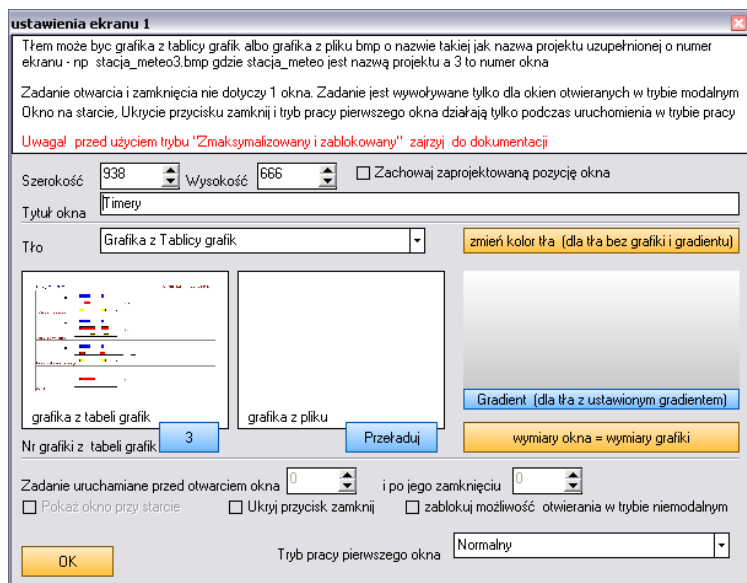 ustawienia ekranu 1
Tłem może byc grafika z tablicy grafik albo grafika z pliku bmp o nazwie takiej jak nazwa projektu uzupełnionej o numer
ekranu - np stacja_meteo3.bmp gdzie stacja_meteo jest nazwą projektu a 3 to numer okna
Zadanie otwarcia i zamknięcia nie dotyczy 1 okna. Zadanie jest wywoływane tylko dla okien otwieranych w trybie modalnym
Okno na starcie, Ukrycie przycisku zamknij i tryb pracy pierwszego okna działają tylko podczas uruchomienia w trybie pracy
Uwaga! przed użyciem trybu "Zmaksymalizowany i zablokowany" zajrzyj do dokumentacji
Szerokość 938 Wysokość 666 Zachowaj zaprojektowaną pozycję okna
Tytuł okna Timery
Tło Grafika z Tablicy grafik zmień kolor tła (dla tła bez grafiki i gradientu)
grafika z tabeli grafik grafika z pliku Gradient (dla tła z ustawionym gradientem)
Nr grafiki z tabeli grafik 3 Przeładuj wymiary okna = wymiary grafiki
Zadanie uruchamiane przed otwarciem okna 0 i po jego zamknięciu 0
Pokaż okno przy starcie Ukryj przycisk zamknij zablokuj możliwość otwierania w trybie niemodalnym
OK Tryb pracy pierwszego okna Normalny